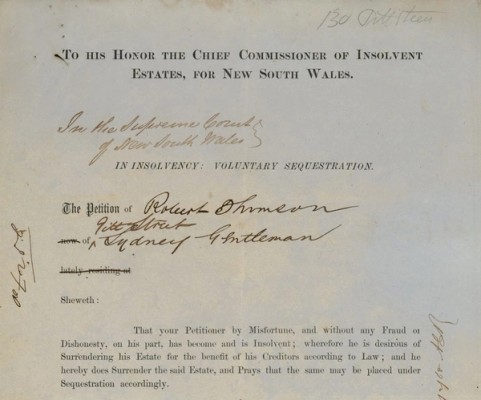 130 Pitt Street
To his Honor the Chief Commissioner of Insolvent
Estates, for New South Wales.
In the Supreme Court
of New South Wales
IN INSOLVENCY: VOLUNTARY SEQUESTRATION.
The Petition of Robert Thomson
Pitt Street
now of Sydney Gentleman
lately residing at
Sheweth:
That your Petitioner by Misfortune, and without any Fraud or
Dishonesty, on his part, has become and is Insolvent; wherefore he is desirous of
Surrendering his Estate for the benefit of his Creditors according to Law; and he
hereby does Surrender the said Estate, and Prays that the same may be placed under
Sequestration accordingly.